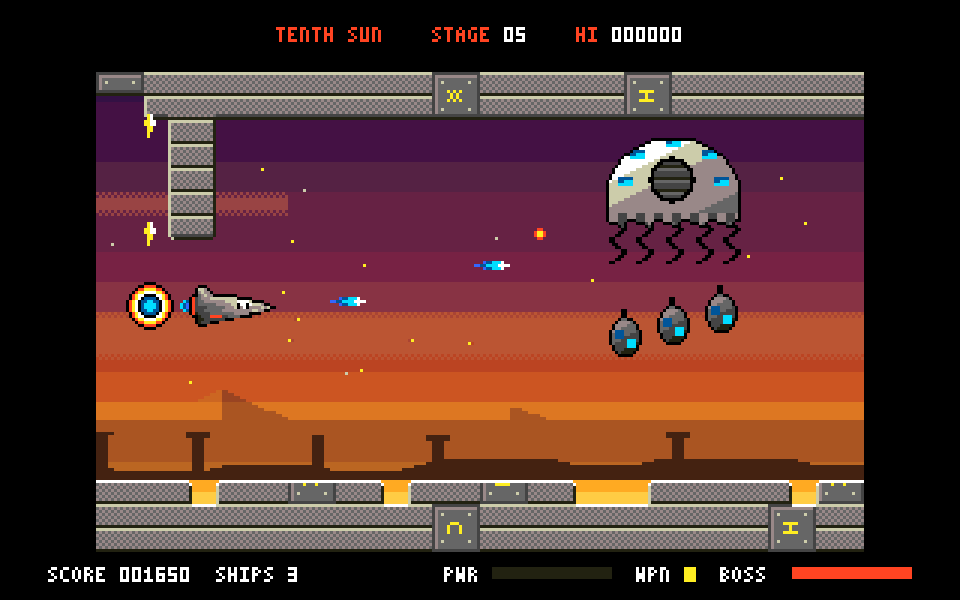 TENTH SUN STAGE 05 HI 000000
SCORE 001650 SHIPS 3 PWR WPN BOSS